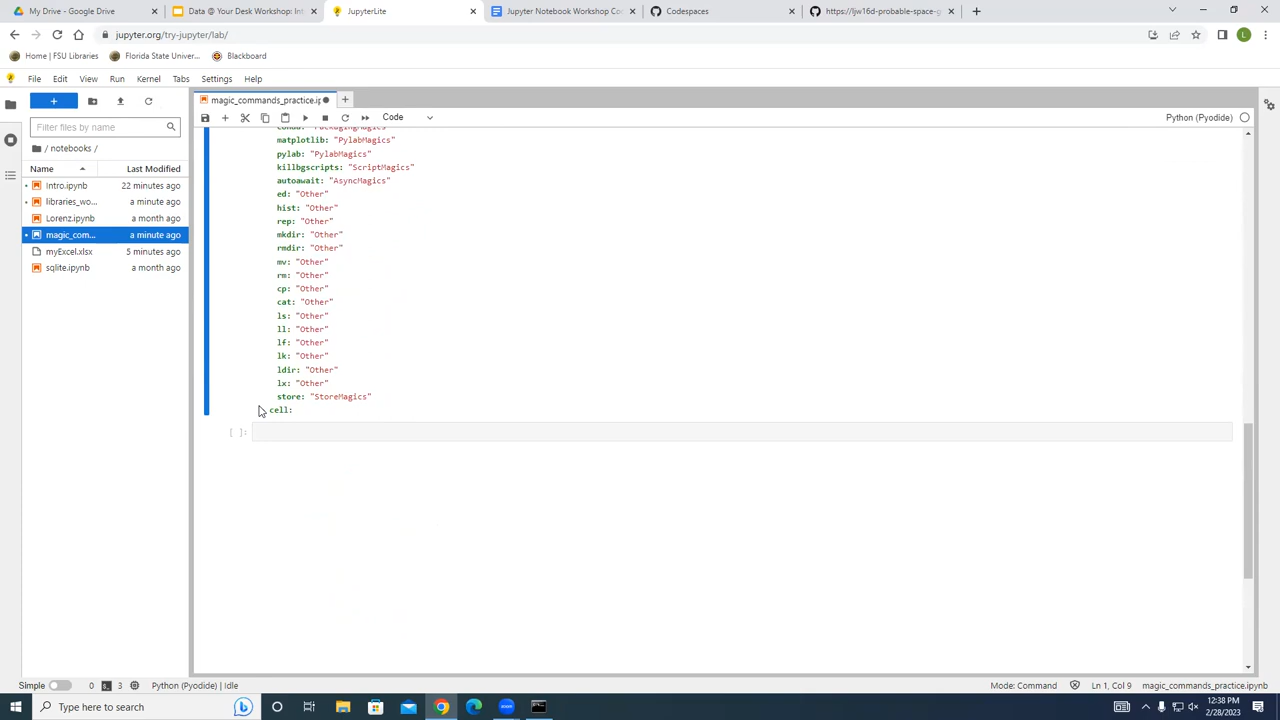 My Drive - Google Drive
Data @ Your Desk Workshop: Int
JupyterLite
Jupyter Notebook Workshop Co
Codespaces
https://ljw16d-probable-space-g
jupyter.org/try-jupyter/lab/
L
Home | FSU Libraries
Florida State Univer...
Blackboard
File Edit View Run Kernel Tabs Settings Help
magic_commands_practice.ip
Code
Python (Pyodide)
Filter files by name
/ notebooks /
Name Last Modified
Intro.ipynb 22 minutes ago
libraries_wo... a minute ago
Lorenz.ipynb a month ago
magic_com... a minute ago
myExcel.xlsx 5 minutes ago
sqlite.ipynb a month ago
conda: "PackagingMagics"
matplotlib: "PylabMagics"
pylab: "PylabMagics"
killbgscripts: "ScriptMagics"
autoawait: "AsyncMagics"
ed: "Other"
hist: "Other"
rep: "Other"
mkdir: "Other"
rmdir: "Other"
mv: "Other"
rm: "Other"
cp: "Other"
cat: "Other"
ls: "Other"
ll: "Other"
lf: "Other"
lk: "Other"
ldir: "Other"
lx: "Other"
store: "StoreMagics"
cell:
[ ]:
Simple 0 3 Python (Pyodide) | Idle
Mode: Command Ln 1, Col 9 magic_commands_practice.ipynb
Type here to search
zoom
12:38 PM
2/28/2023